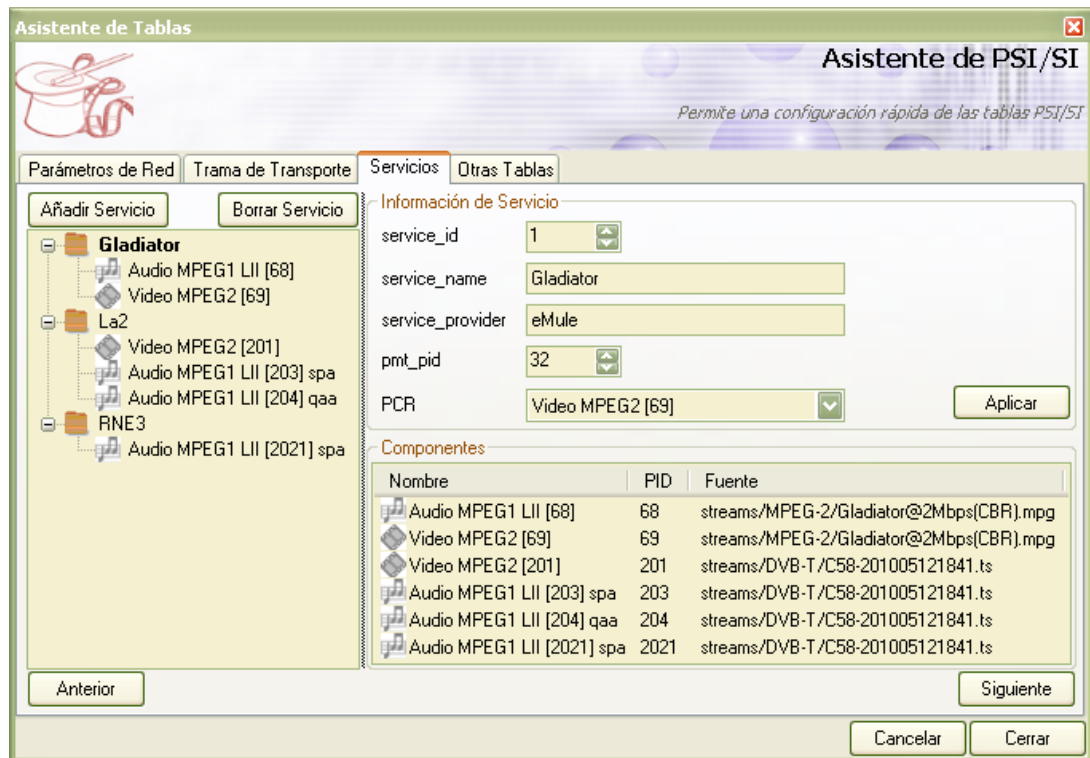 Asistente de Tablas
Asistente de PSI/SI
Permite una configuración rápida de las tablas PSI/SI
Parámetros de Red Trama de Transporte Servicios Otras Tablas
Añadir Servicio Borrar Servicio
Gladiator
Audio MPEG1 LII [68]
Video MPEG2 [69]
La2
Video MPEG2 [201]
Audio MPEG1 LII [203] spa
Audio MPEG1 LII [204] qaa
RNE3
Audio MPEG1 LII [2021] spa
Información de Servicio
service_id 1
service_name Gladiator
service_provider eMule
pmt_pid 32
PCR Video MPEG2 [69] Aplicar
Componentes
Nombre PID Fuente
Audio MPEG1 LII [68] 68 streams/MPEG-2/Gladiator@2Mbps(CBR).mpg
Video MPEG2 [69] 69 streams/MPEG-2/Gladiator@2Mbps(CBR).mpg
Video MPEG2 [201] 201 streams/DVB-T/C58-201005121841.ts
Audio MPEG1 LII [203] spa 203 streams/DVB-T/C58-201005121841.ts
Audio MPEG1 LII [204] qaa 204 streams/DVB-T/C58-201005121841.ts
Audio MPEG1 LII [2021] spa 2021 streams/DVB-T/C58-201005121841.ts
Anterior Siguiente
Cancelar Cerrar